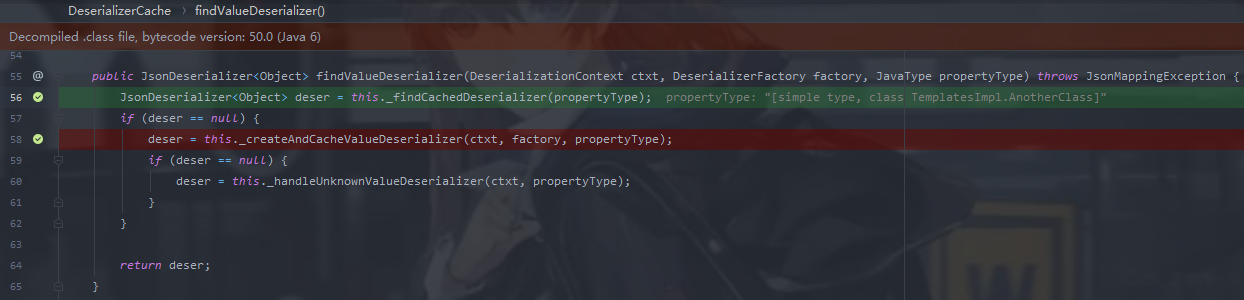 DeserializerCache > findValueDeserializer()
Decompiled .class file, bytecode version: 50.0 (Java 6)
54
55 @ public JsonDeserializer<Object> findValueDeserializer(DeserializationContext ctxt, DeserializerFactory factory, JavaType propertyType) throws JsonMappingException {
56 JsonDeserializer<Object> deser = this._findCachedDeserializer(propertyType); propertyType: "[simple type, class TemplatesImpl.AnotherClass]"
57 if (deser == null) {
58 deser = this._createAndCacheValueDeserializer(ctxt, factory, propertyType);
59 if (deser == null) {
60 deser = this._handleUnknownValueDeserializer(ctxt, propertyType);
61 }
62 }
63
64 return deser;
65 }